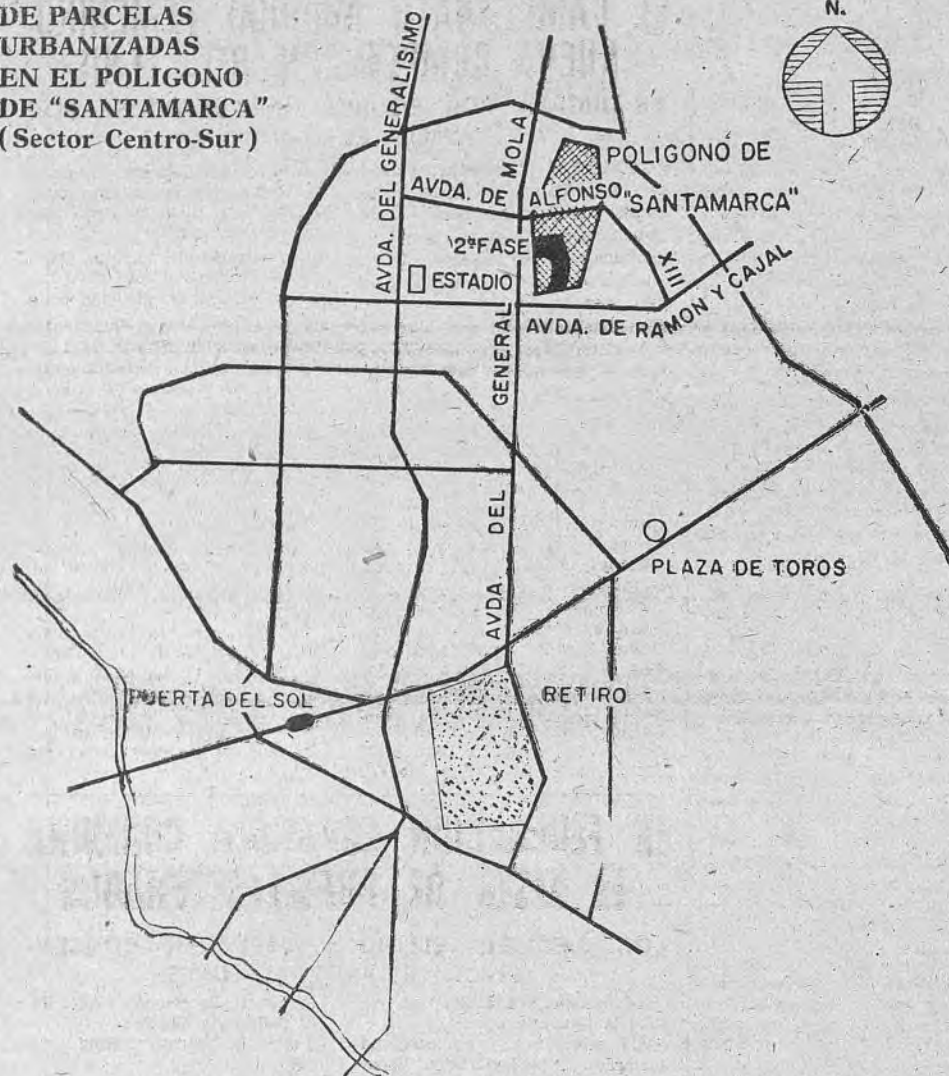 DE PARCELAS
URBANIZADAS
EN EL POLIGONO
DE "SANTAMARCA"
(Sector Centro-Sur)
N.
AVDA. DEL GENERALISIMO
AVDA. DEL GENERAL MOLA
POLIGONO DE
"SANTAMARCA"
AVDA. DE ALFONSO XIII
2ª FASE
ESTADIO
AVDA. DE RAMON Y CAJAL
PLAZA DE TOROS
PUERTA DEL SOL
RETIRO